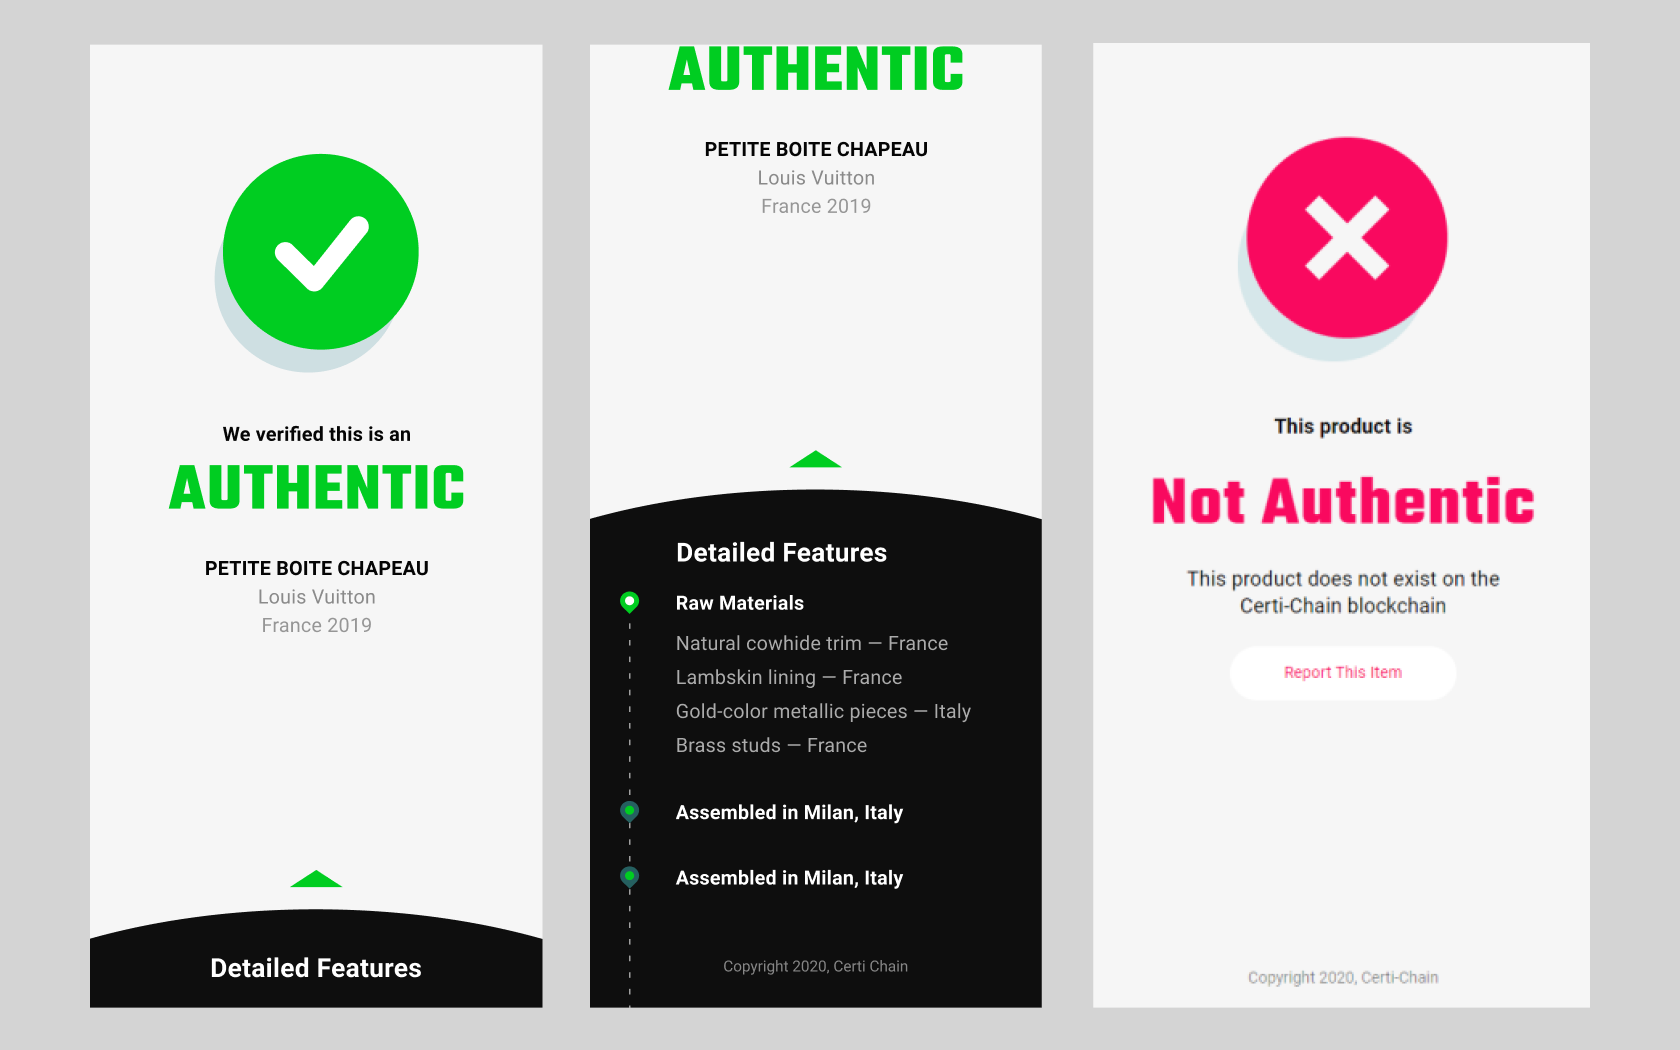 We verified this is an
AUTHENTIC
PETITE BOITE CHAPEAU
Louis Vuitton
France 2019
Detailed Features
AUTHENTIC
PETITE BOITE CHAPEAU
Louis Vuitton
France 2019
Detailed Features
Raw Materials
Natural cowhide trim — France
Lambskin lining — France
Gold-color metallic pieces — Italy
Brass studs — France
Assembled in Milan, Italy
Assembled in Milan, Italy
Copyright 2020, Certi Chain
This product is
Not Authentic
This product does not exist on the
Certi-Chain blockchain
Report This Item
Copyright 2020, Certi-Chain